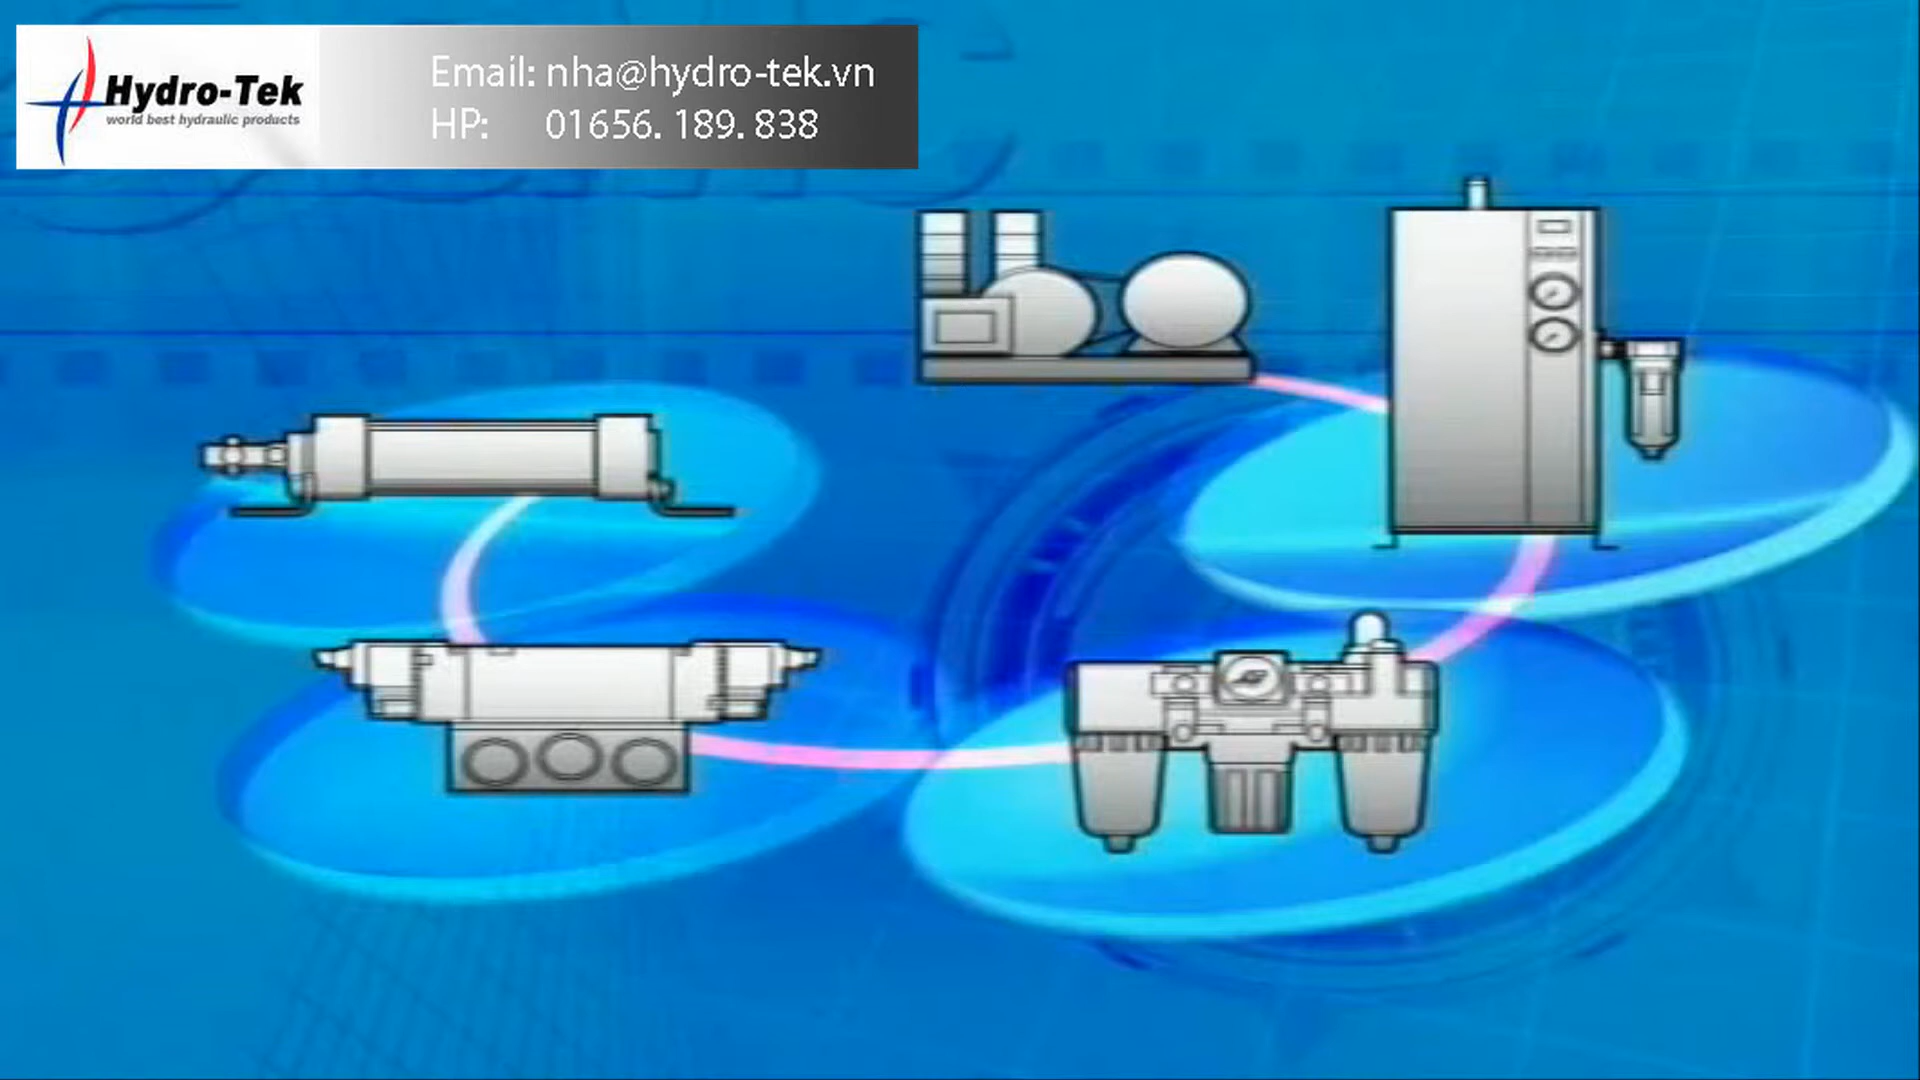 Hydro-Tek
world best hydraulic products
Email: nha@hydro-tek.vn
HP: 01656. 189. 838